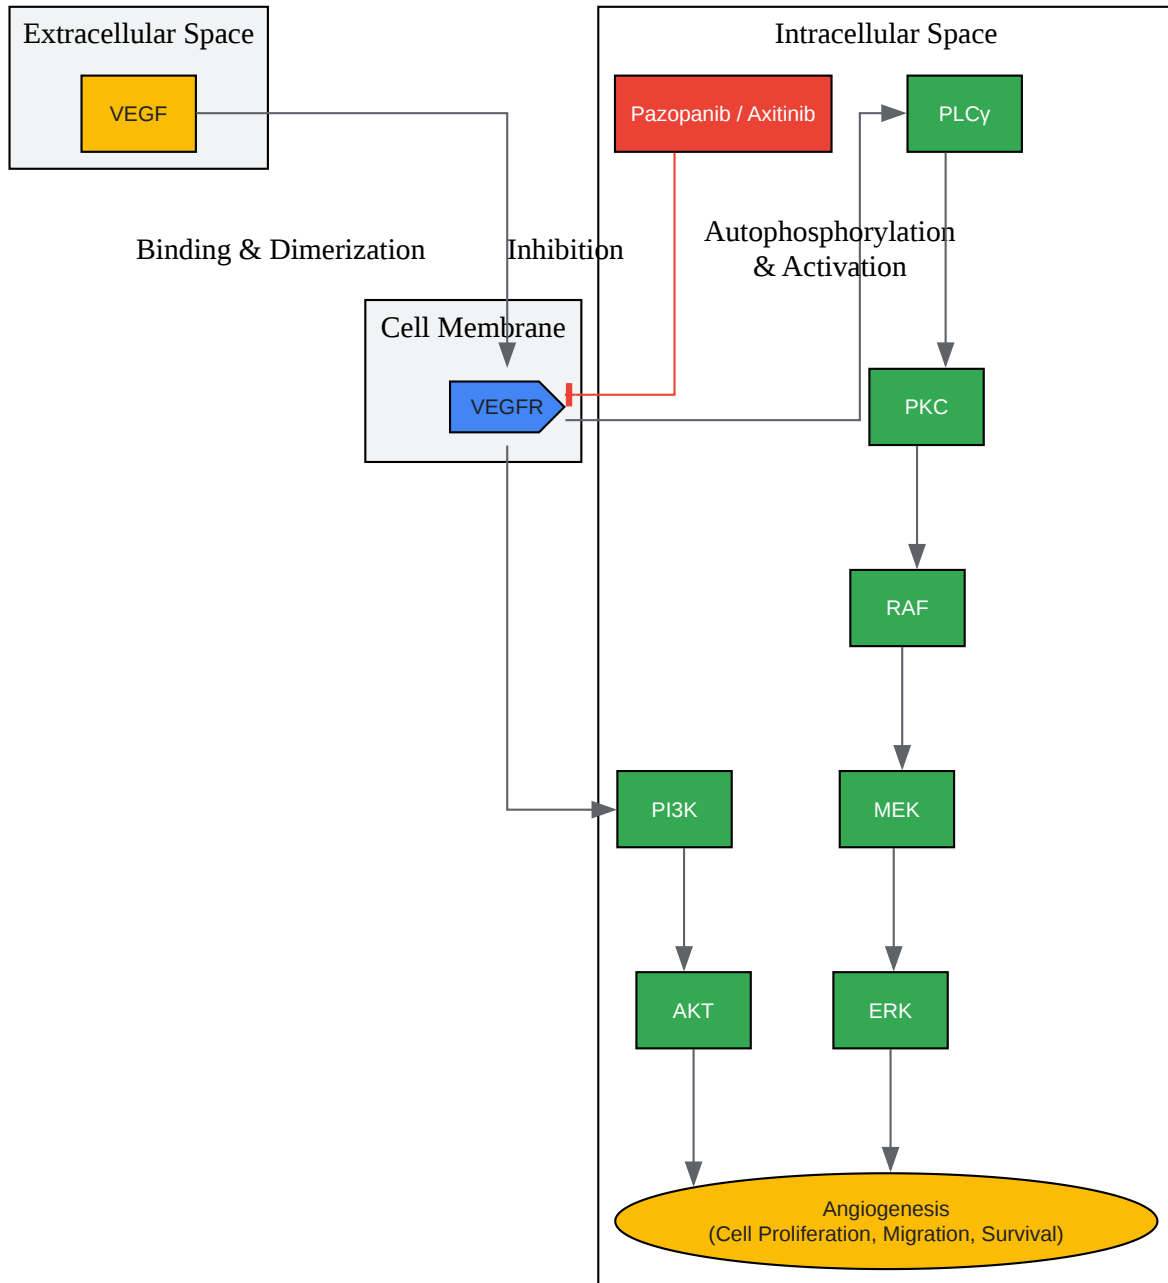 Extracellular Space
Intracellular Space
VEGF
Pazopanib / Axitinib
PLCγ
Binding & Dimerization
Inhibition
Autophosphorylation
& Activation
Cell Membrane
VEGFR
PKC
RAF
PI3K
MEK
AKT
ERK
Angiogenesis
(Cell Proliferation, Migration, Survival)